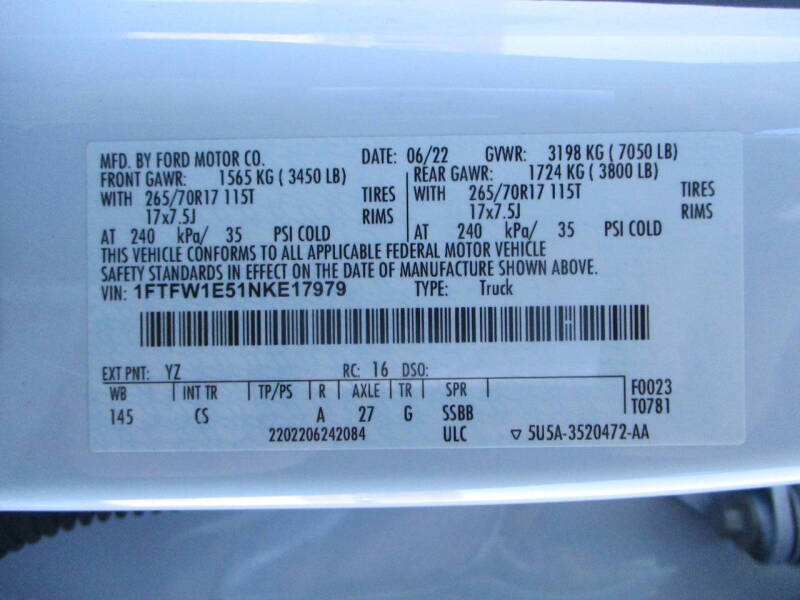 MFD. BY FORD MOTOR CO. DATE: 06/22 GVWR: 3198 KG ( 7050 LB)
FRONT GAWR: 1565 KG ( 3450 LB) REAR GAWR: 1724 KG ( 3800 LB)
WITH 265/70R17 115T TIRES WITH 265/70R17 115T TIRES
17x7.5J RIMS 17x7.5J RIMS
AT 240 kPa/ 35 PSI COLD AT 240 kPa/ 35 PSI COLD
THIS VEHICLE CONFORMS TO ALL APPLICABLE FEDERAL MOTOR VEHICLE
SAFETY STANDARDS IN EFFECT ON THE DATE OF MANUFACTURE SHOWN ABOVE.
VIN: 1FTFW1E51NKE17979 TYPE: Truck
EXT PNT: YZ RC: 16 DSO:
WB INT TR TP/PS R AXLE TR SPR F0023
145 CS A 27 G SSBB T0781
2202206242084 ULC ▽ 5U5A-3520472-AA